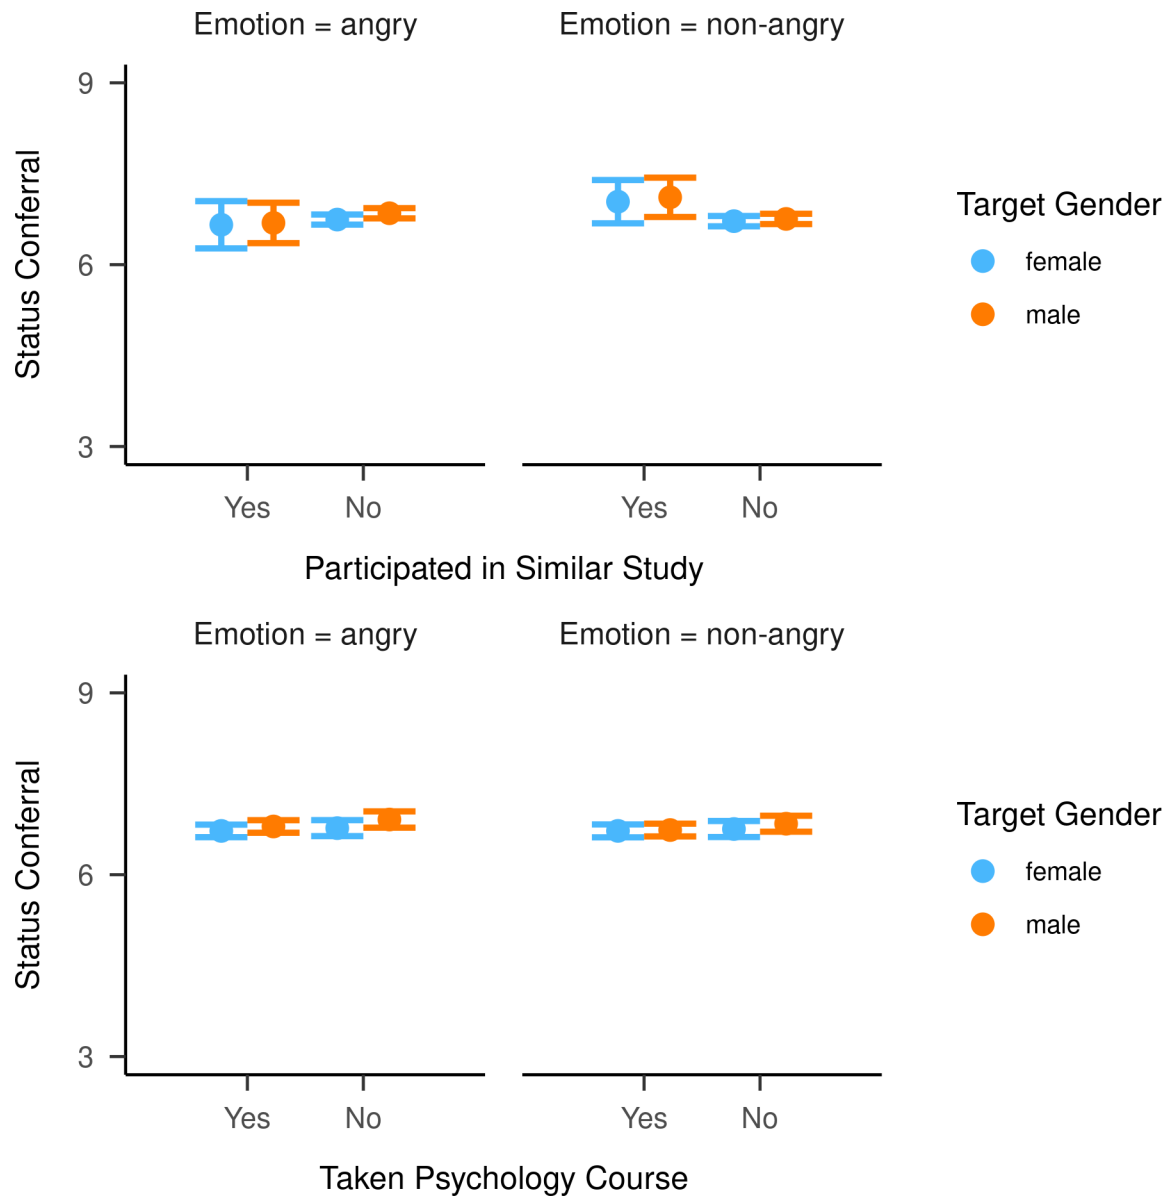 Emotion = angry
Emotion = non-angry
9
6
3
Status Conferral
Yes
No
Yes
No
Participated in Similar Study
Target Gender
female
male
Emotion = angry
Emotion = non-angry
9
6
3
Status Conferral
Yes
No
Yes
No
Taken Psychology Course
Target Gender
female
male